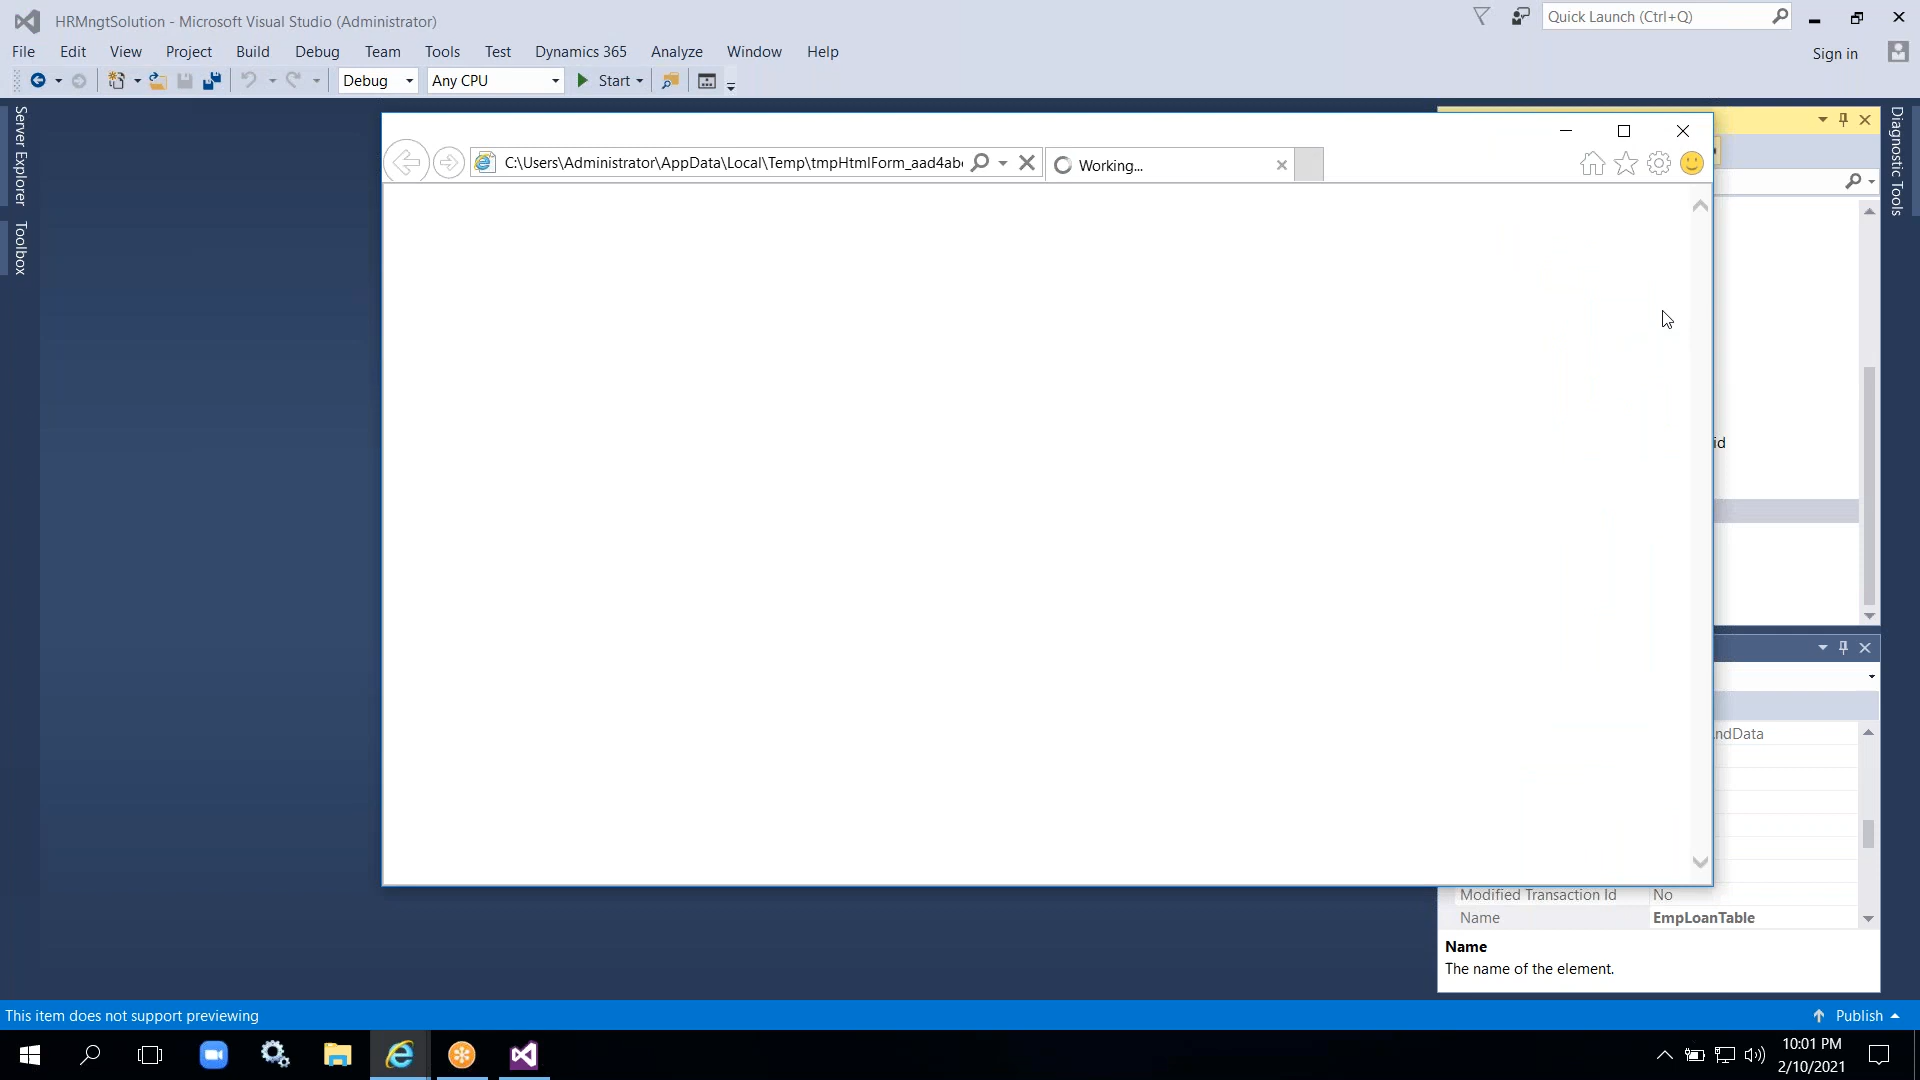 HRMngtSolution - Microsoft Visual Studio (Administrator)
Quick Launch (Ctrl+Q)
File Edit View Project Build Debug Team Tools Test Dynamics 365 Analyze Window Help
Sign in
Debug Any CPU Start
Server Explorer
Toolbox
Diagnostic Tools
C:\Users\Administrator\AppData\Local\Temp\tmpHtmlForm_aad4ab
Working...
id
ndData
Modified Transaction Id No
Name EmpLoanTable
Name
The name of the element.
This item does not support previewing
Publish
10:01 PM
2/10/2021